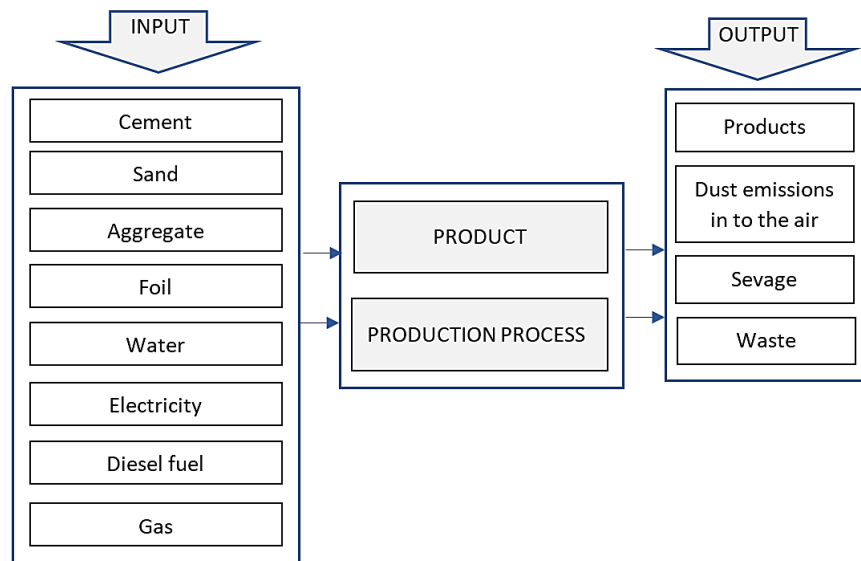 INPUT
OUTPUT
Cement
Sand
Aggregate
Foil
Water
Electricity
Diesel fuel
Gas
PRODUCT
PRODUCTION PROCESS
Products
Dust emissions
in to the air
Sevage
Waste